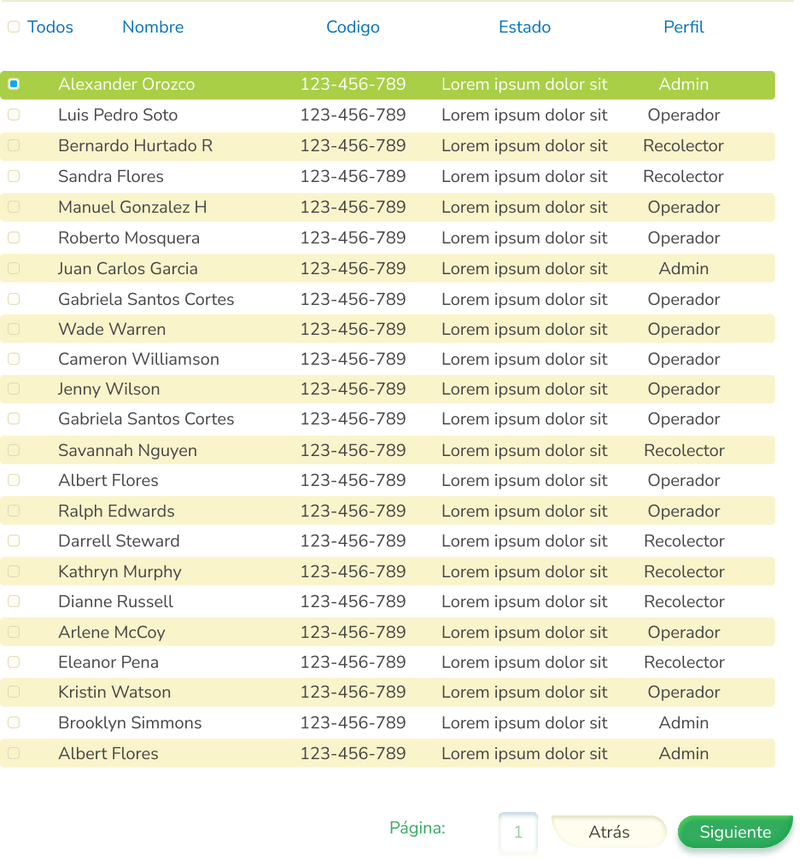 Todos Nombre Codigo Estado Perfil
Alexander Orozco 123-456-789 Lorem ipsum dolor sit Admin
Luis Pedro Soto 123-456-789 Lorem ipsum dolor sit Operador
Bernardo Hurtado R 123-456-789 Lorem ipsum dolor sit Recolector
Sandra Flores 123-456-789 Lorem ipsum dolor sit Recolector
Manuel Gonzalez H 123-456-789 Lorem ipsum dolor sit Operador
Roberto Mosquera 123-456-789 Lorem ipsum dolor sit Operador
Juan Carlos Garcia 123-456-789 Lorem ipsum dolor sit Admin
Gabriela Santos Cortes 123-456-789 Lorem ipsum dolor sit Operador
Wade Warren 123-456-789 Lorem ipsum dolor sit Operador
Cameron Williamson 123-456-789 Lorem ipsum dolor sit Operador
Jenny Wilson 123-456-789 Lorem ipsum dolor sit Operador
Gabriela Santos Cortes 123-456-789 Lorem ipsum dolor sit Operador
Savannah Nguyen 123-456-789 Lorem ipsum dolor sit Recolector
Albert Flores 123-456-789 Lorem ipsum dolor sit Operador
Ralph Edwards 123-456-789 Lorem ipsum dolor sit Operador
Darrell Steward 123-456-789 Lorem ipsum dolor sit Recolector
Kathryn Murphy 123-456-789 Lorem ipsum dolor sit Recolector
Dianne Russell 123-456-789 Lorem ipsum dolor sit Recolector
Arlene McCoy 123-456-789 Lorem ipsum dolor sit Operador
Eleanor Pena 123-456-789 Lorem ipsum dolor sit Recolector
Kristin Watson 123-456-789 Lorem ipsum dolor sit Operador
Brooklyn Simmons 123-456-789 Lorem ipsum dolor sit Admin
Albert Flores 123-456-789 Lorem ipsum dolor sit Admin
Página: 1 Atrás Siguiente